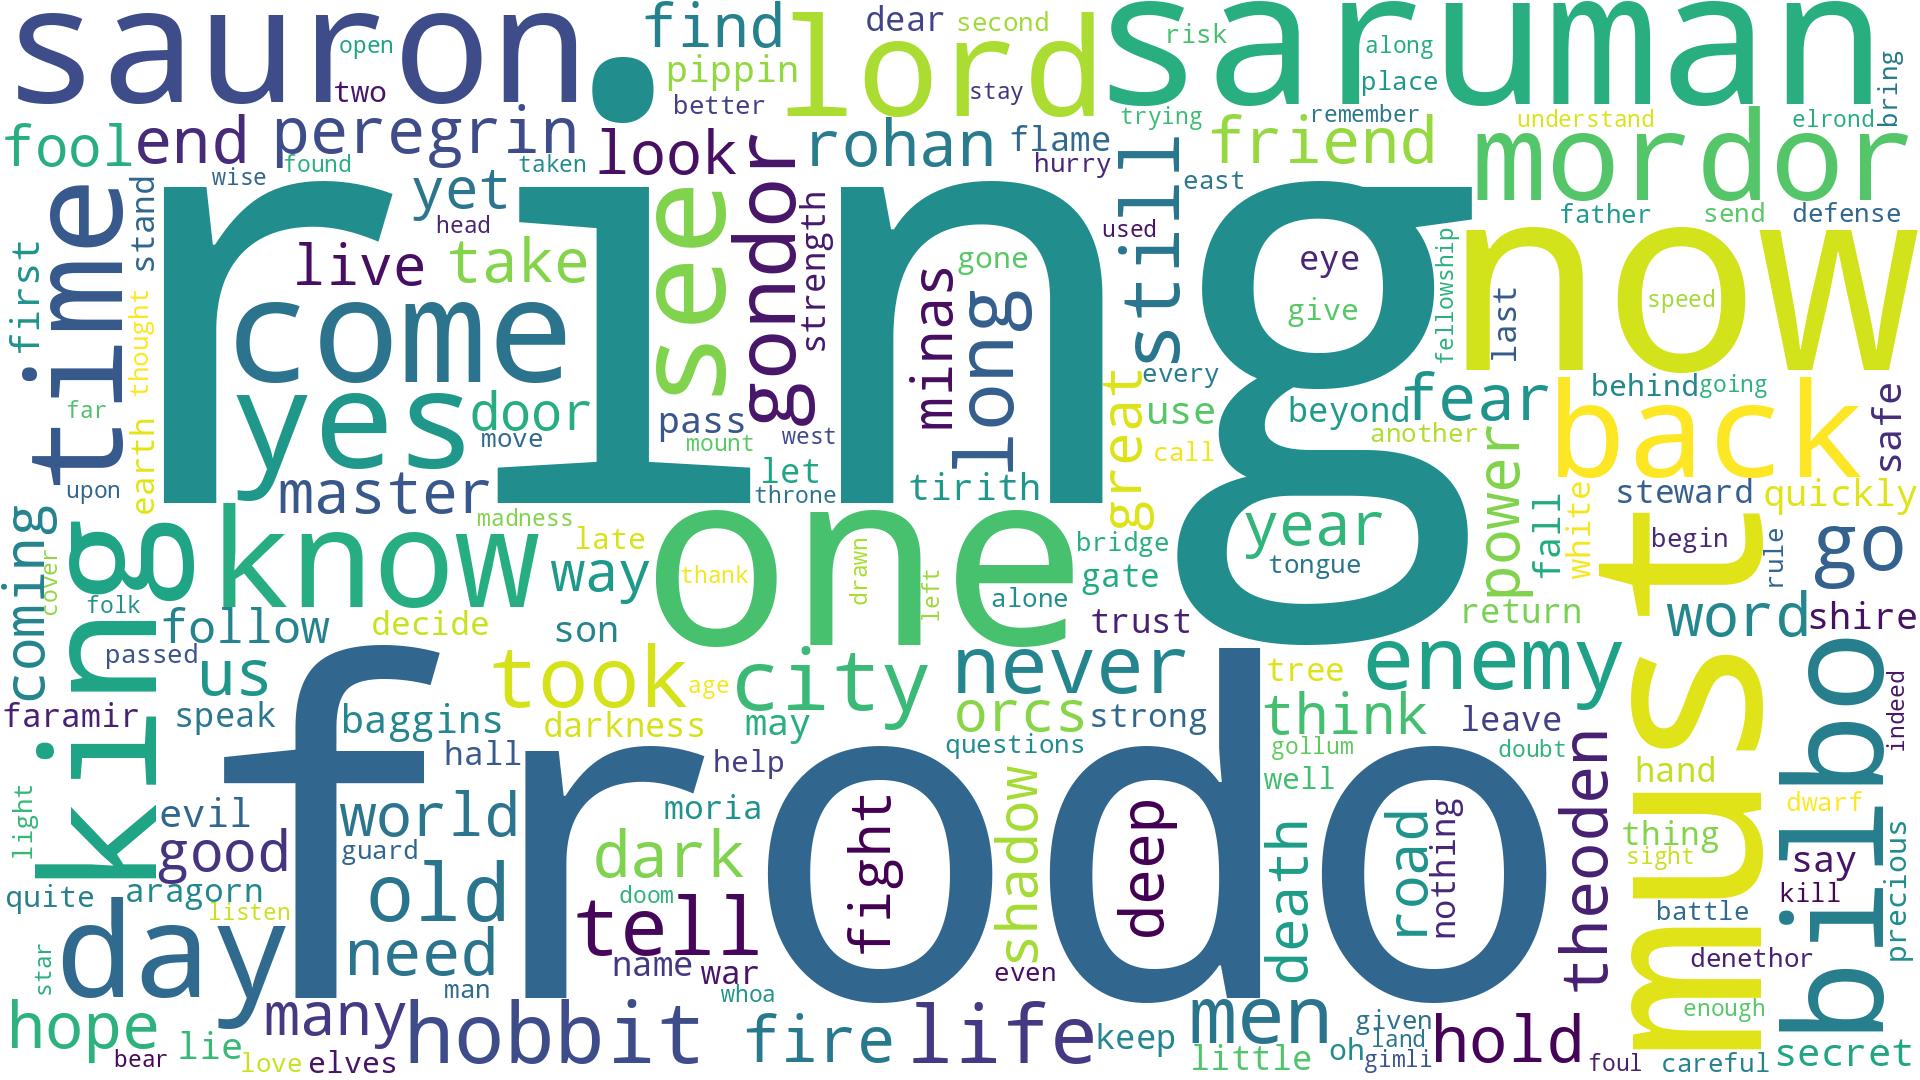 sauron
open
two
find
pippin
better
dear
second
lord
stay
saruman
risk
along
place
bring
trying
remember
understand
elrond
fool
end
peregrin
found
wise
taken
look
gondor
rohan
flame
hurry
still
friend
east
mordor
father
send
defense
time
first
stand
thought
earth
far
upon
ring
yet
head
live
take
come
yes
door
move
master
see
strength
pass
mount
west
let
throne
minas
gone
long
tirith
used
every
great
use
call
eye
give
fellowship
last
now
speed
beyond
fear
another
behind
going
back
safe
steward
quickly
white
power
fall
year
tongue
bridge
gate
begin
rule
go
coming
cover
king
know
madness
late
way
one
thank
drawn
left
alone
trust
return
must
word
shire
folk
passed
follow
us
decide
son
took
age
city
never
tree
enemy
faramir
speak
baggins
darkness
may
orcs
strong
think
leave
bilbo
indeed
hall
help
questions
gollum
well
doubt
theoden
hand
dwarf
light
evil
good
guard
world
moria
frodo
fight
shadow
deep
death
road
nothing
thing
sight
say
kill
precious
quite
aragorn
listen
old
dark
doom
tell
battle
star
day
need
name
war
whoa
man
even
denethor
enough
hope
bear
lie
love
elves
many
hobbit
fire
life
keep
men
little
oh
given
land
gimli
hold
foul
careful
secret